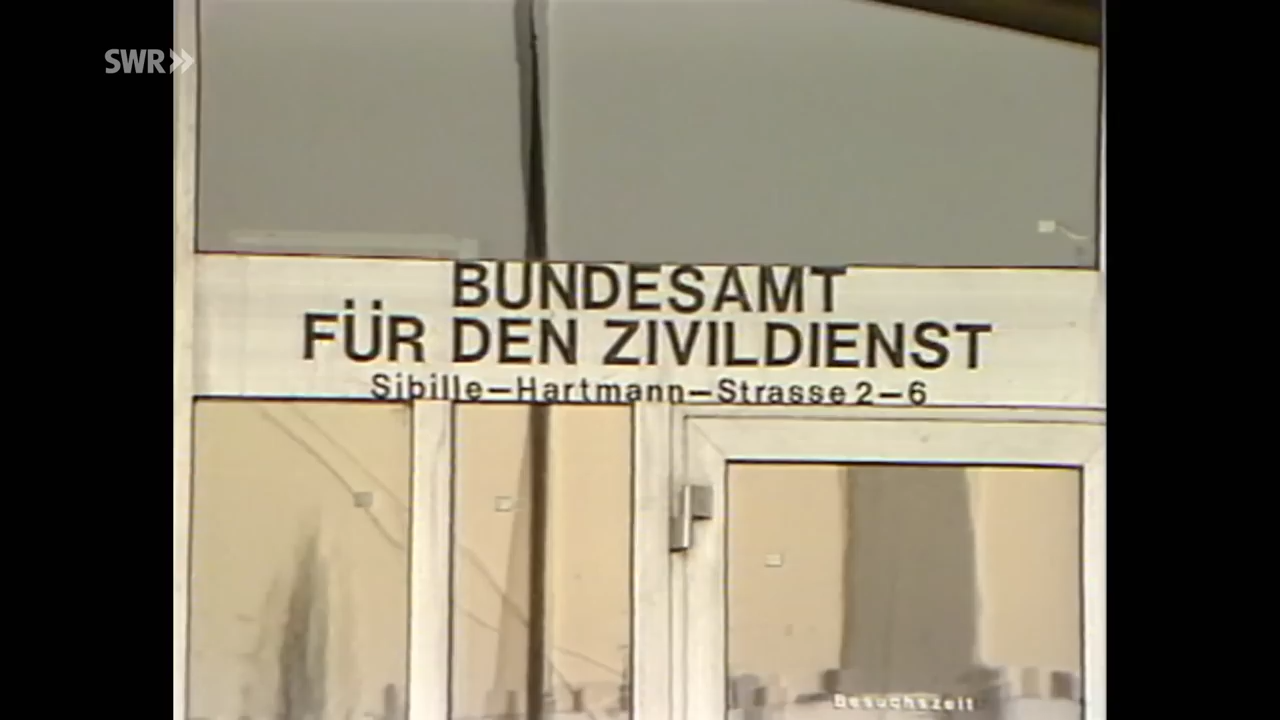 SWR»
BUNDESAMT
FÜR DEN ZIVILDIENST
Sibille-Hartmann-Strasse 2-6
Besuchszeit